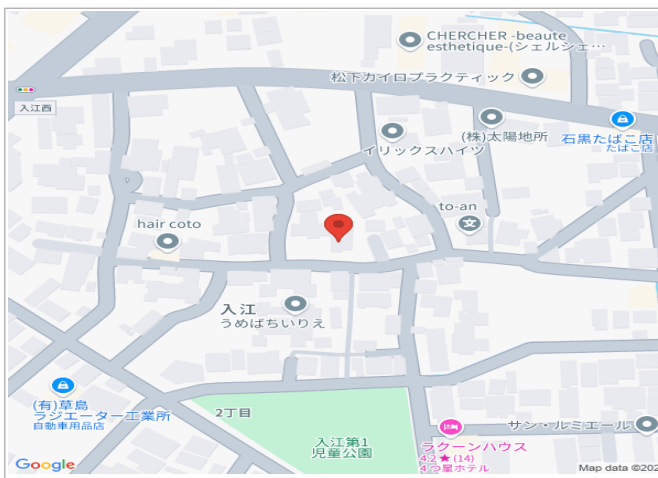 CHERCHER -beaute
esthetique-(シェルシェ…
松下カイロプラクティック
入江西
(株)太陽地所
石黒たばこ店
たばこ店
イリックスハイツ
to-an
hair coto
入江
うめばちいりえ
(有)草島
ラジエーター工業所
自動車用品店
2丁目
入江第1
児童公園
サン・ルミエール
ラクーンハウス
4.2★(14)
4つ星ホテル
Google
Map data ©202